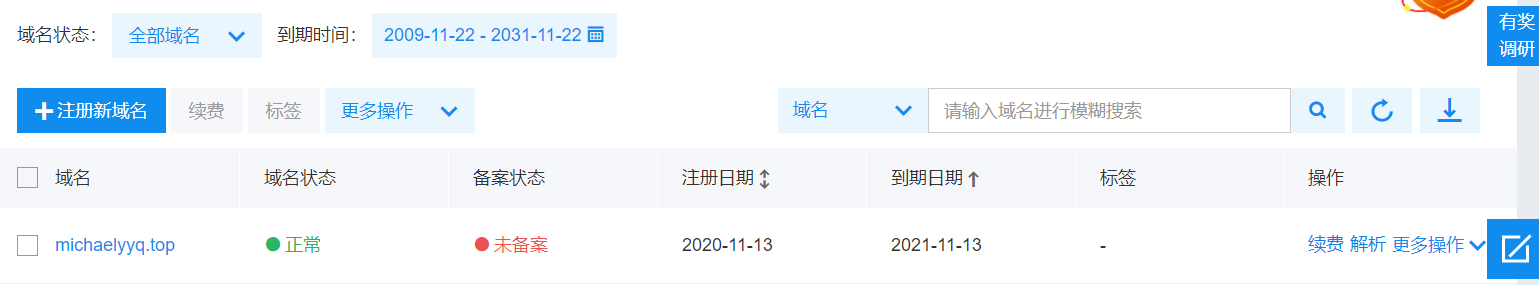 域名状态： 全部域名 到期时间： 2009-11-22 - 2031-11-22
有奖
调研
注册新域名 续费 标签 更多操作 域名 请输入域名进行模糊搜索
域名 域名状态 备案状态 注册日期 到期日期 标签 操作
michaelyyq.top 正常 未备案 2020-11-13 2021-11-13 - 续费 解析 更多操作